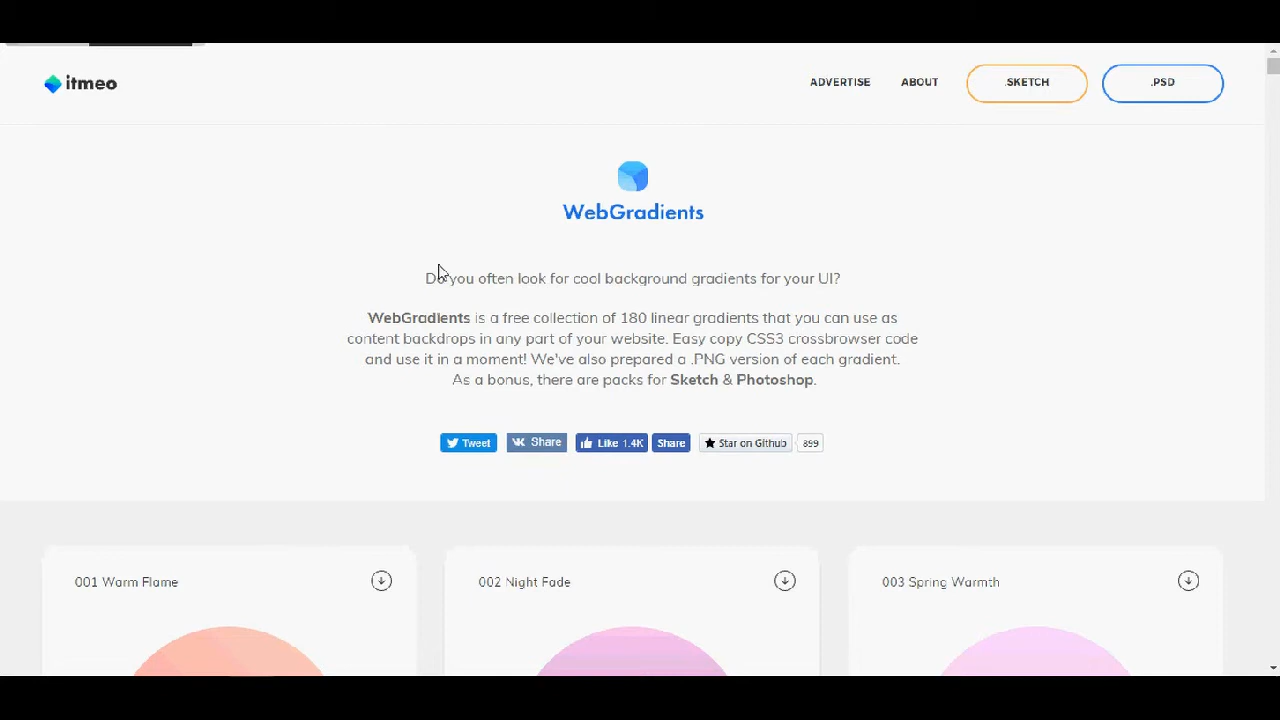 itmeo
ADVERTISE
ABOUT
.SKETCH
.PSD
WebGradients
Do you often look for cool background gradients for your UI?
WebGradients is a free collection of 180 linear gradients that you can use as
content backdrops in any part of your website. Easy copy CSS3 crossbrowser code
and use it in a moment! We've also prepared a .PNG version of each gradient.
As a bonus, there are packs for Sketch & Photoshop.
Tweet
Share
Like 1.4K
Share
Star on Github
899
001 Warm Flame
002 Night Fade
003 Spring Warmth